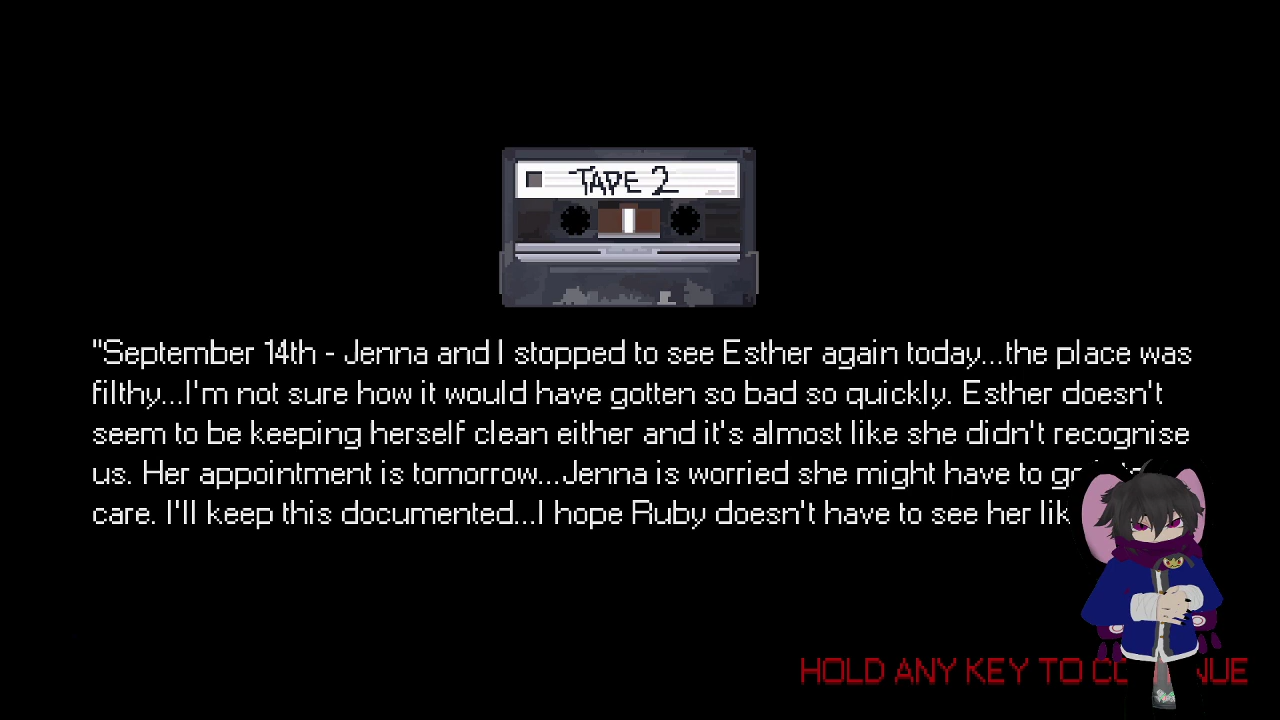 TAPE 2
"September 14th - Jenna and I stopped to see Esther again today...the place was
filthy...I'm not sure how it would have gotten so bad so quickly. Esther doesn't
seem to be keeping herself clean either and it's almost like she didn't recognise
us. Her appointment is tomorrow...Jenna is worried she might have to go
care. I'll keep this documented...I hope Ruby doesn't have to see her
HOLD ANY KEY TO